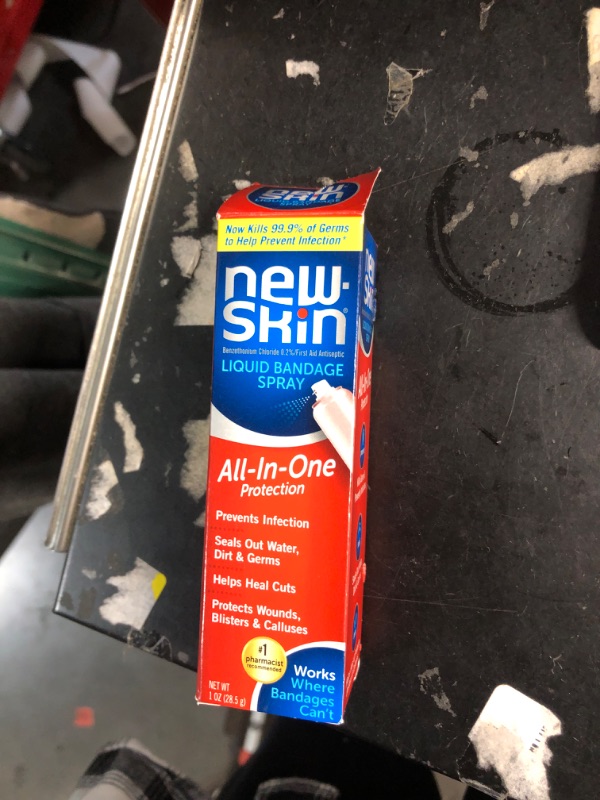 new-
skin
Now Kills 99.9% of Germs
to Help Prevent Infection*
new-
Skin
Benzethonium Chloride 0.2%/First Aid Antiseptic
LIQUID BANDAGE
SPRAY
All-In-One
Protection
Prevents Infection
Seals Out Water,
Dirt & Germs
Helps Heal Cuts
Protects Wounds,
Blisters & Calluses
#1
pharmacist
recommended
Works
Where
Bandages
Can't
NET WT
1 OZ (28.5 g)